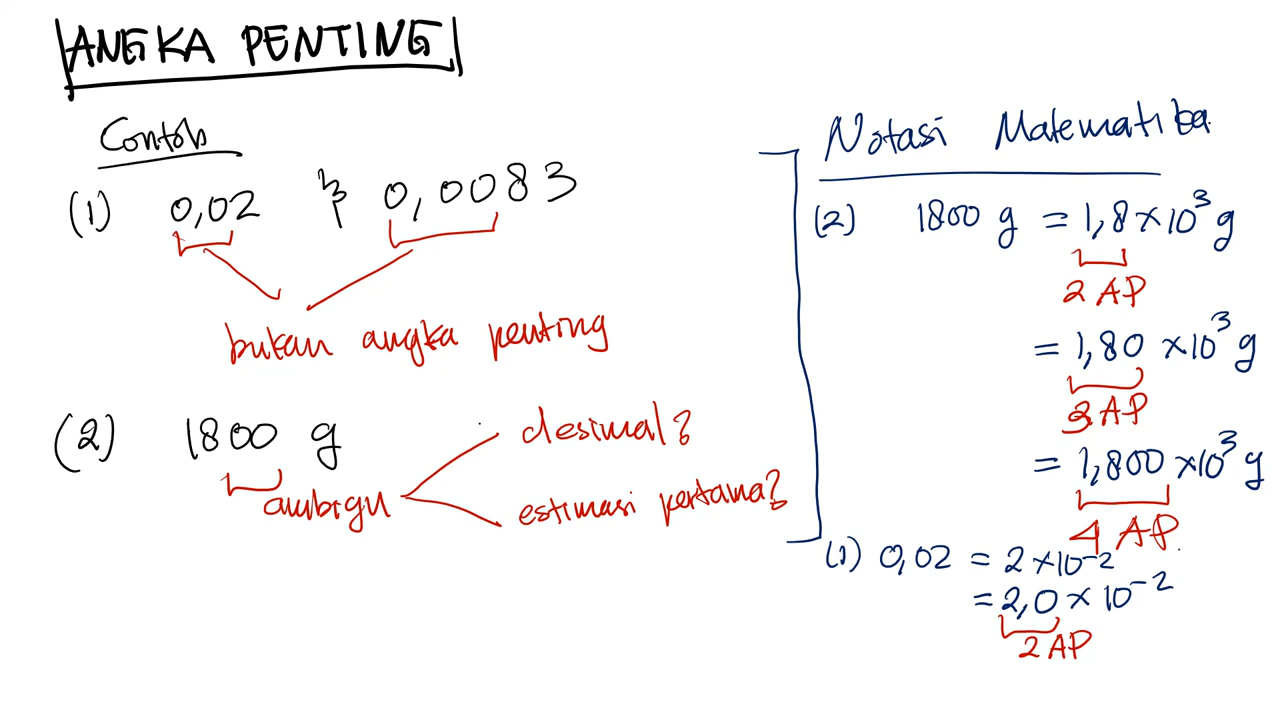 ANGKA PENTING
Contoh
(1) 0,02 & 0,0083
bukan angka penting
(2) 1800 g
ambigu
desimal?
estimasi pertama?
Notasi Matematika
(2) 1800 g = 1,8 × 10³ g
2 AP
= 1,80 × 10³ g
3 AP
= 1,800 × 10³ g
4 AP
(1) 0,02 = 2 × 10⁻²
= 2,0 × 10⁻²
2 AP